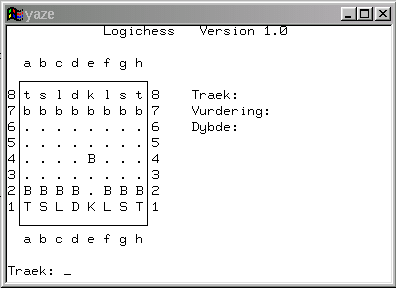 yaze
Logichess Version 1.0
a b c d e f g h
8 t s l d k l s t 8 Traek:
7 b b b b b b b b 7 Vurdering:
6 . . . . . . . . 6 Dybde:
5 . . . . . . . . 5
4 . . . . B . . . 4
3 . . . . . . . . 3
2 B B B B . B B B 2
1 T S L D K L S T 1
a b c d e f g h
Traek: _